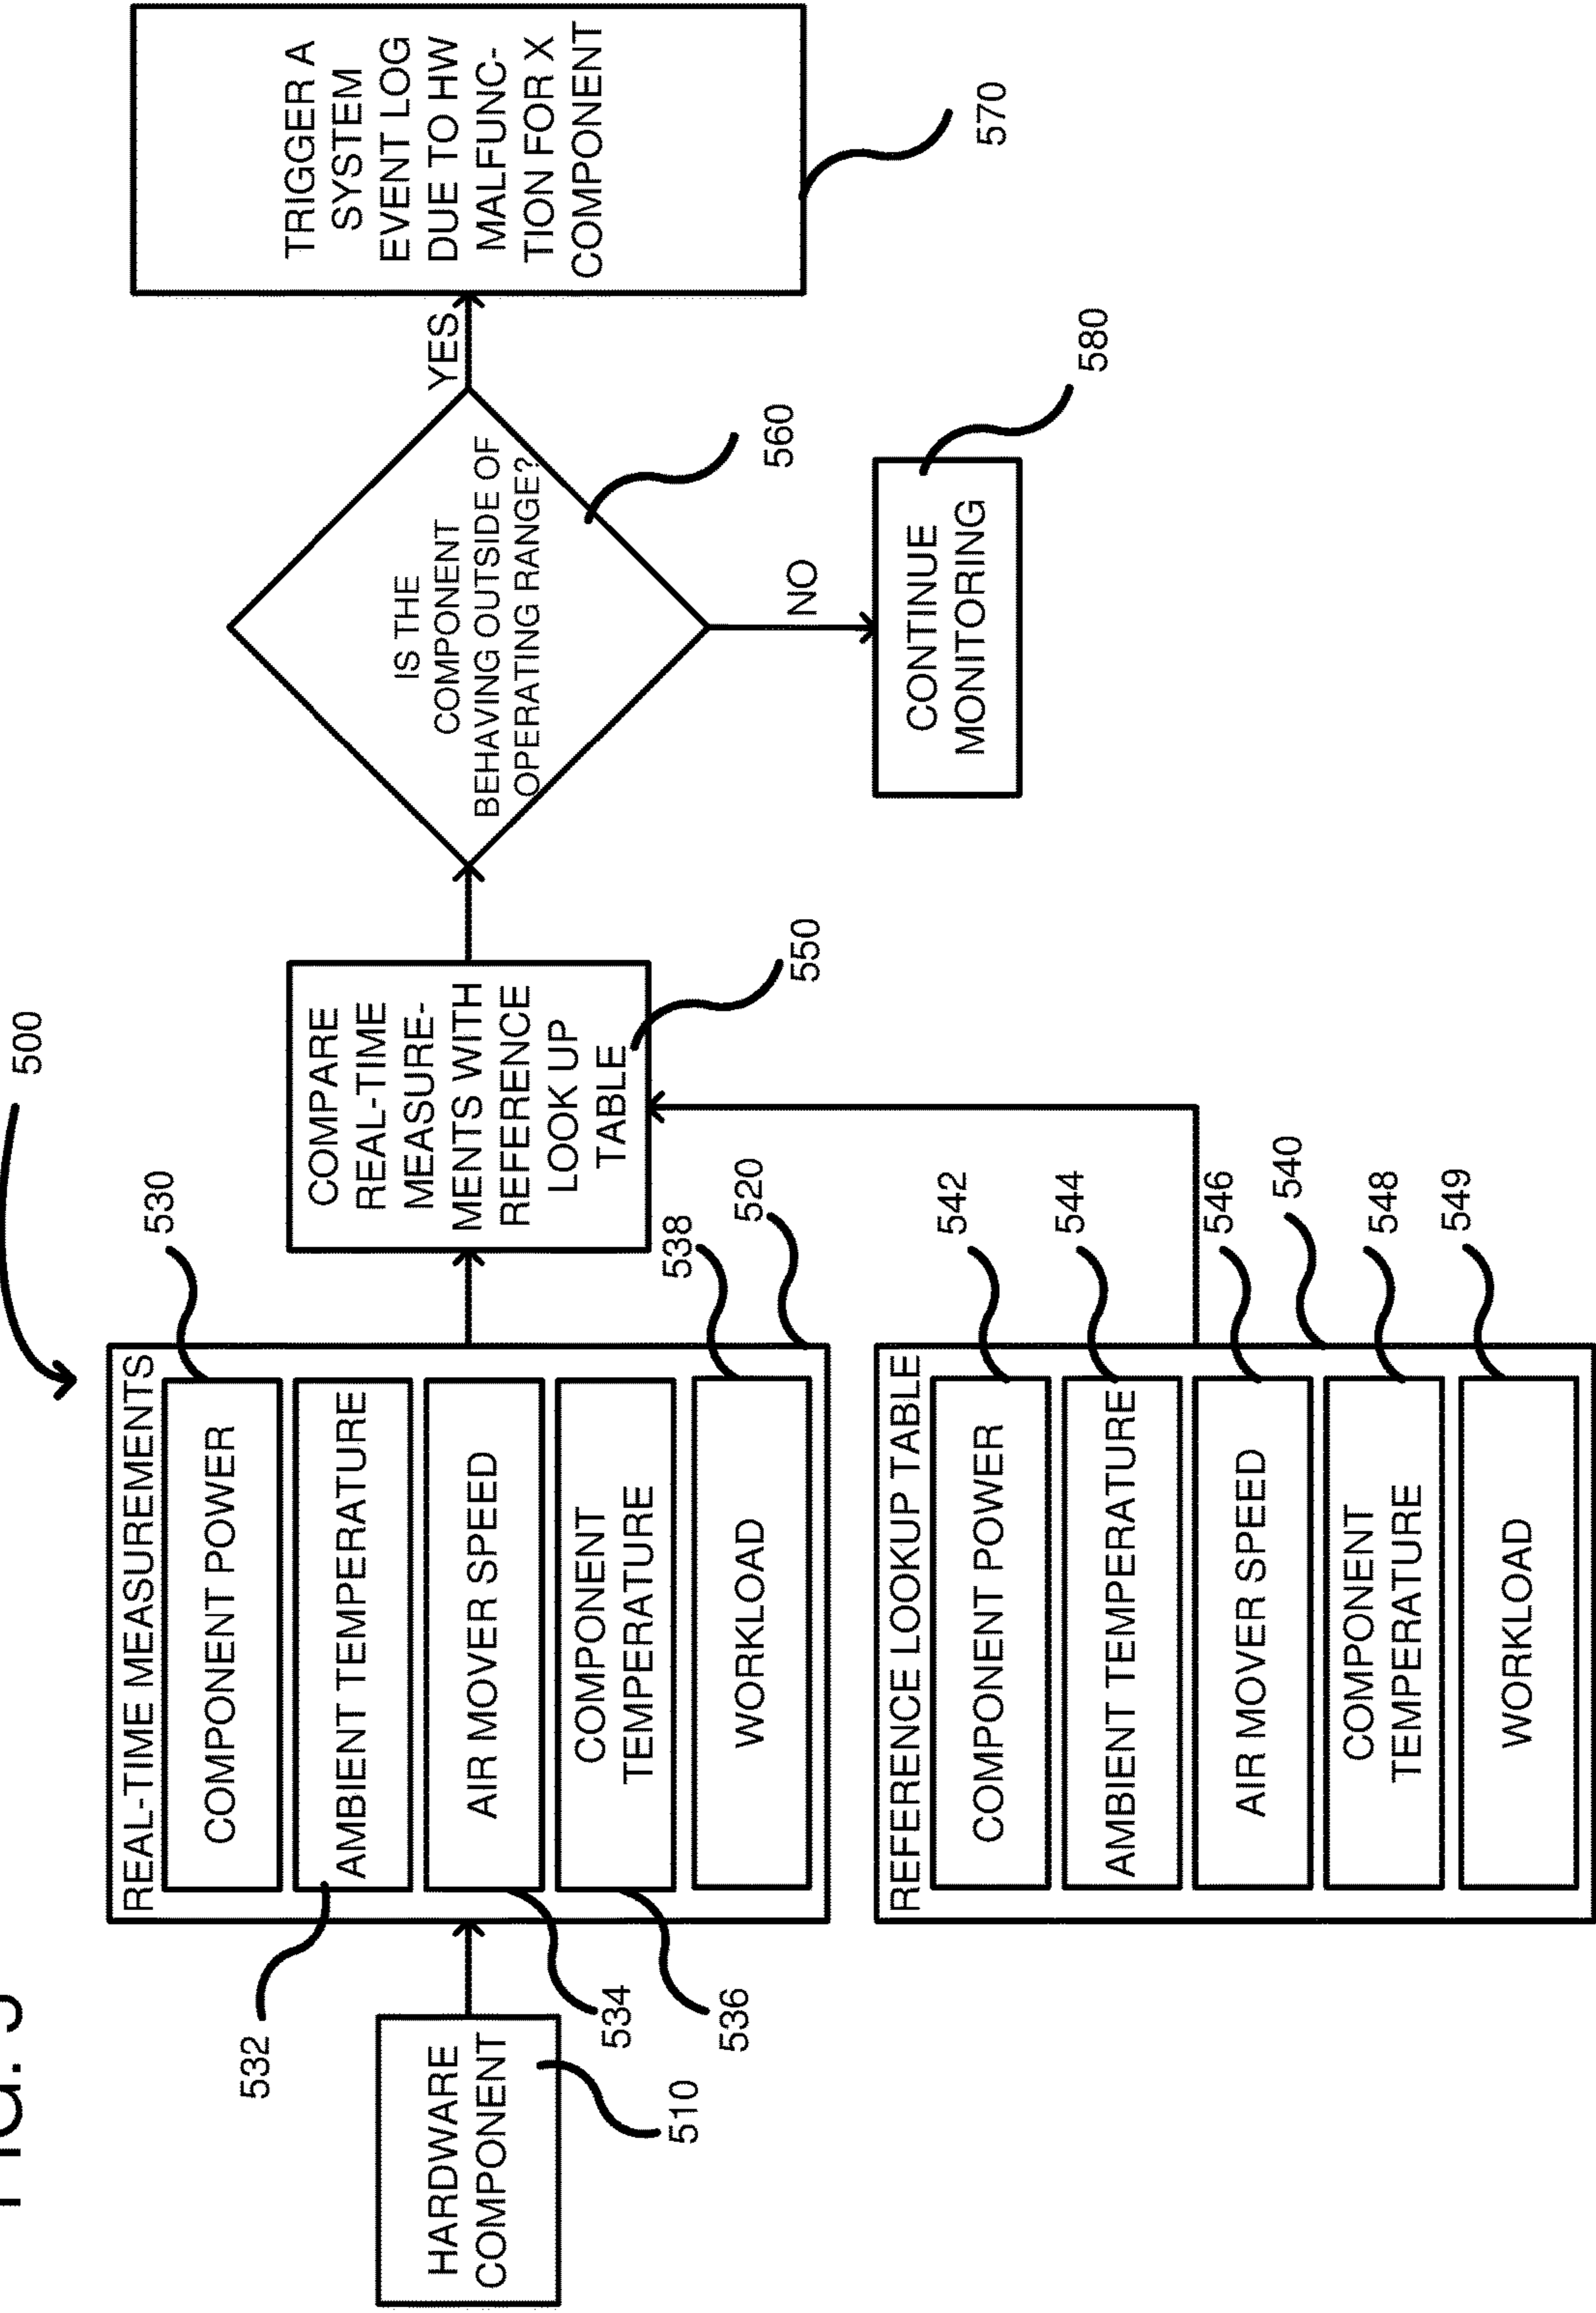 500
HARDWARE
COMPONENT
510
REAL-TIME MEASUREMENTS
COMPONENT POWER
530
AMBIENT TEMPERATURE
532
AIR MOVER SPEED
534
COMPONENT
TEMPERATURE
536
WORKLOAD
538
520
REFERENCE LOOKUP TABLE
COMPONENT POWER
542
AMBIENT TEMPERATURE
544
AIR MOVER SPEED
546
540
COMPONENT
TEMPERATURE
548
WORKLOAD
549
COMPARE
REAL-TIME
MEASURE-
MENTS WITH
REFERENCE
LOOK UP
TABLE
550
IS THE
COMPONENT
BEHAVING OUTSIDE OF
OPERATING RANGE?
560
YES
NO
TRIGGER A
SYSTEM
EVENT LOG
DUE TO HW
MALFUNC-
TION FOR X
COMPONENT
570
CONTINUE
MONITORING
580